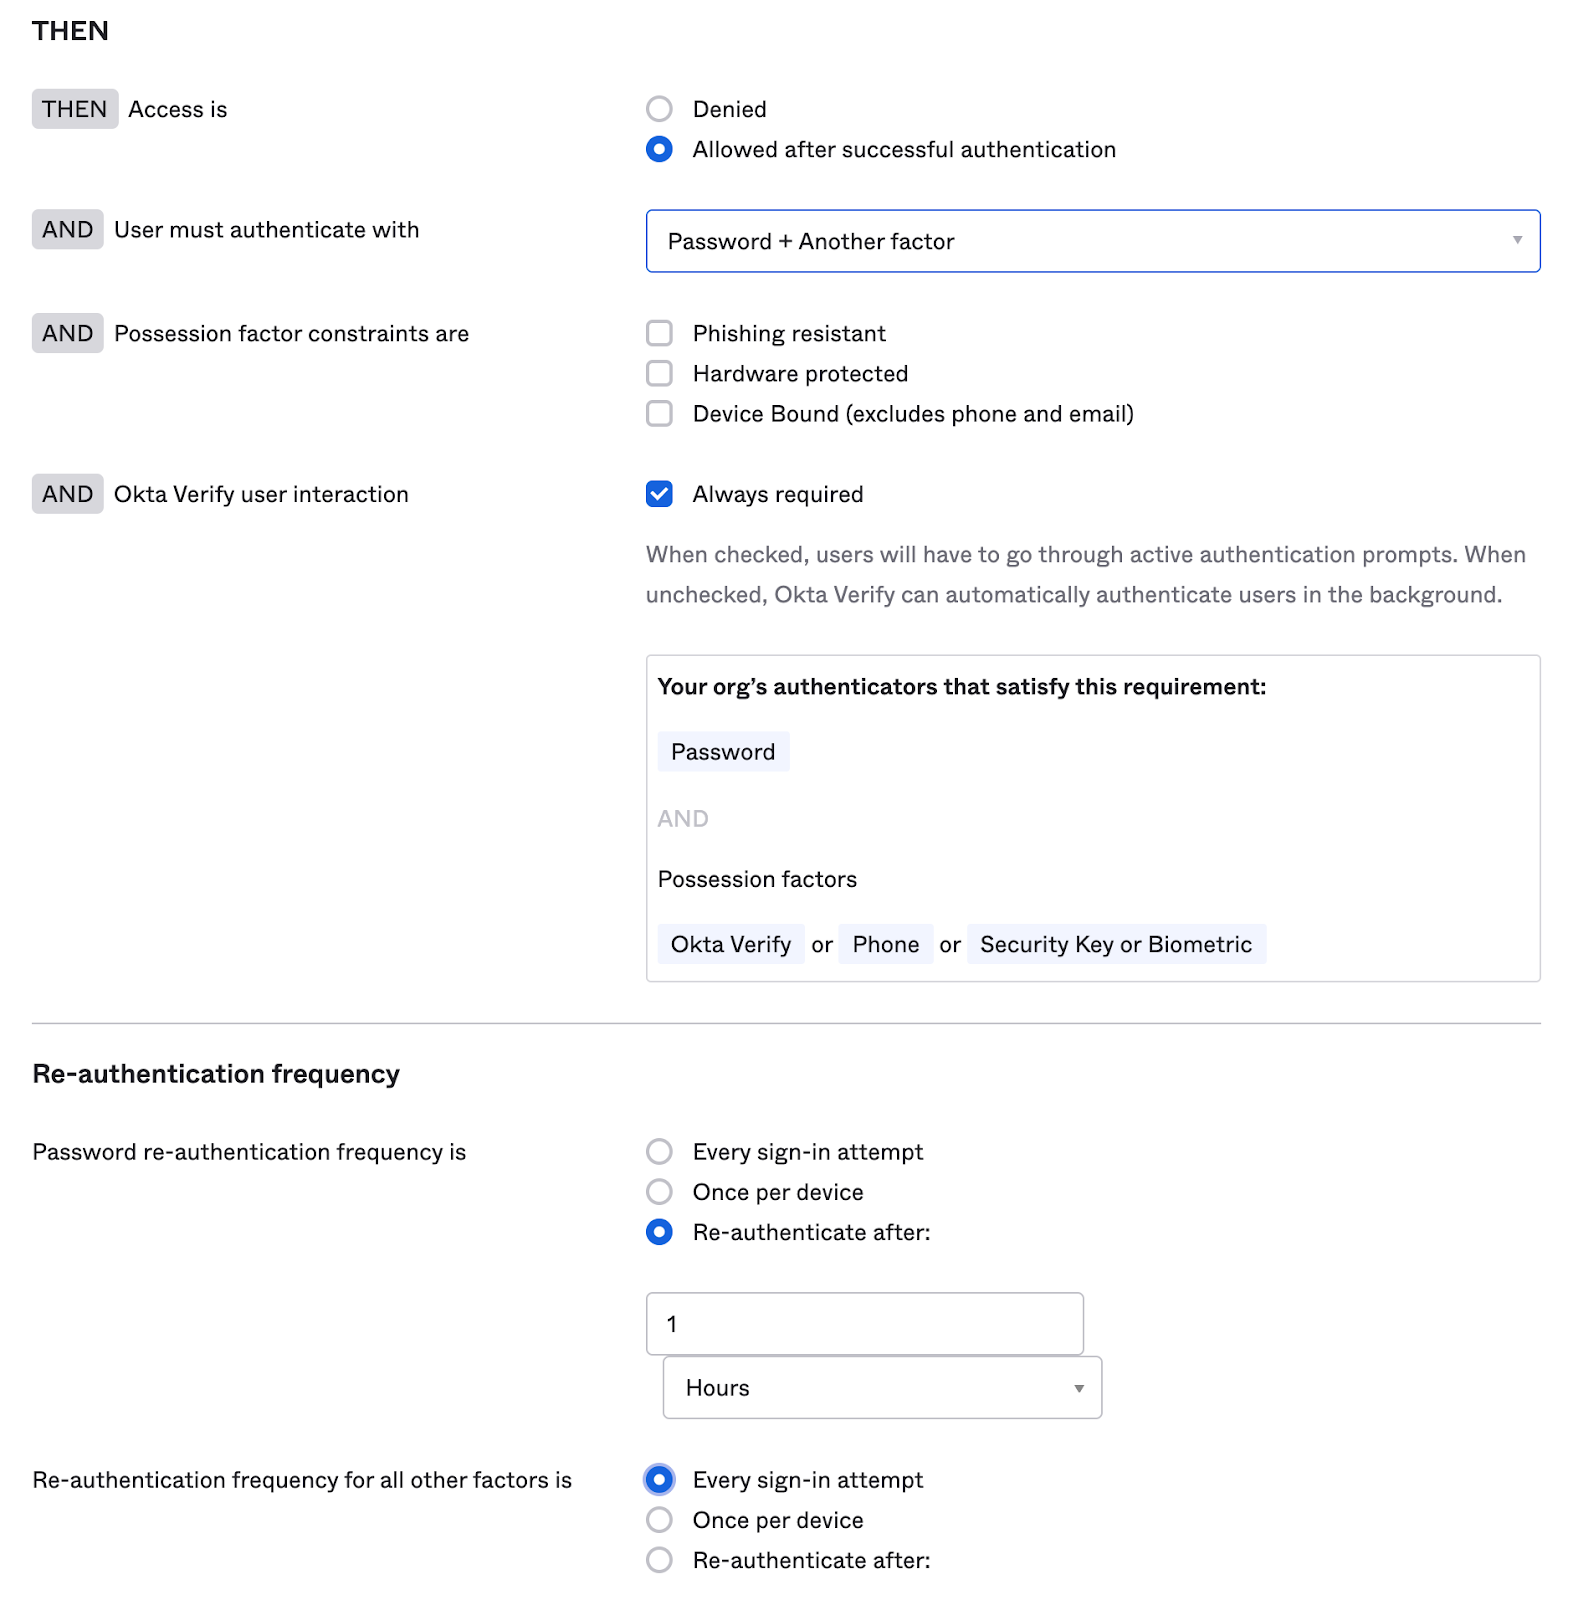 THEN
THEN Access is
Denied
Allowed after successful authentication
AND User must authenticate with
Password + Another factor
AND Possession factor constraints are
Phishing resistant
Hardware protected
Device Bound (excludes phone and email)
AND Okta Verify user interaction
Always required
When checked, users will have to go through active authentication prompts. When
unchecked, Okta Verify can automatically authenticate users in the background.
Your org’s authenticators that satisfy this requirement:
Password
AND
Possession factors
Okta Verify or Phone or Security Key or Biometric
Re-authentication frequency
Password re-authentication frequency is
Every sign-in attempt
Once per device
Re-authenticate after:
1
Hours
Re-authentication frequency for all other factors is
Every sign-in attempt
Once per device
Re-authenticate after: